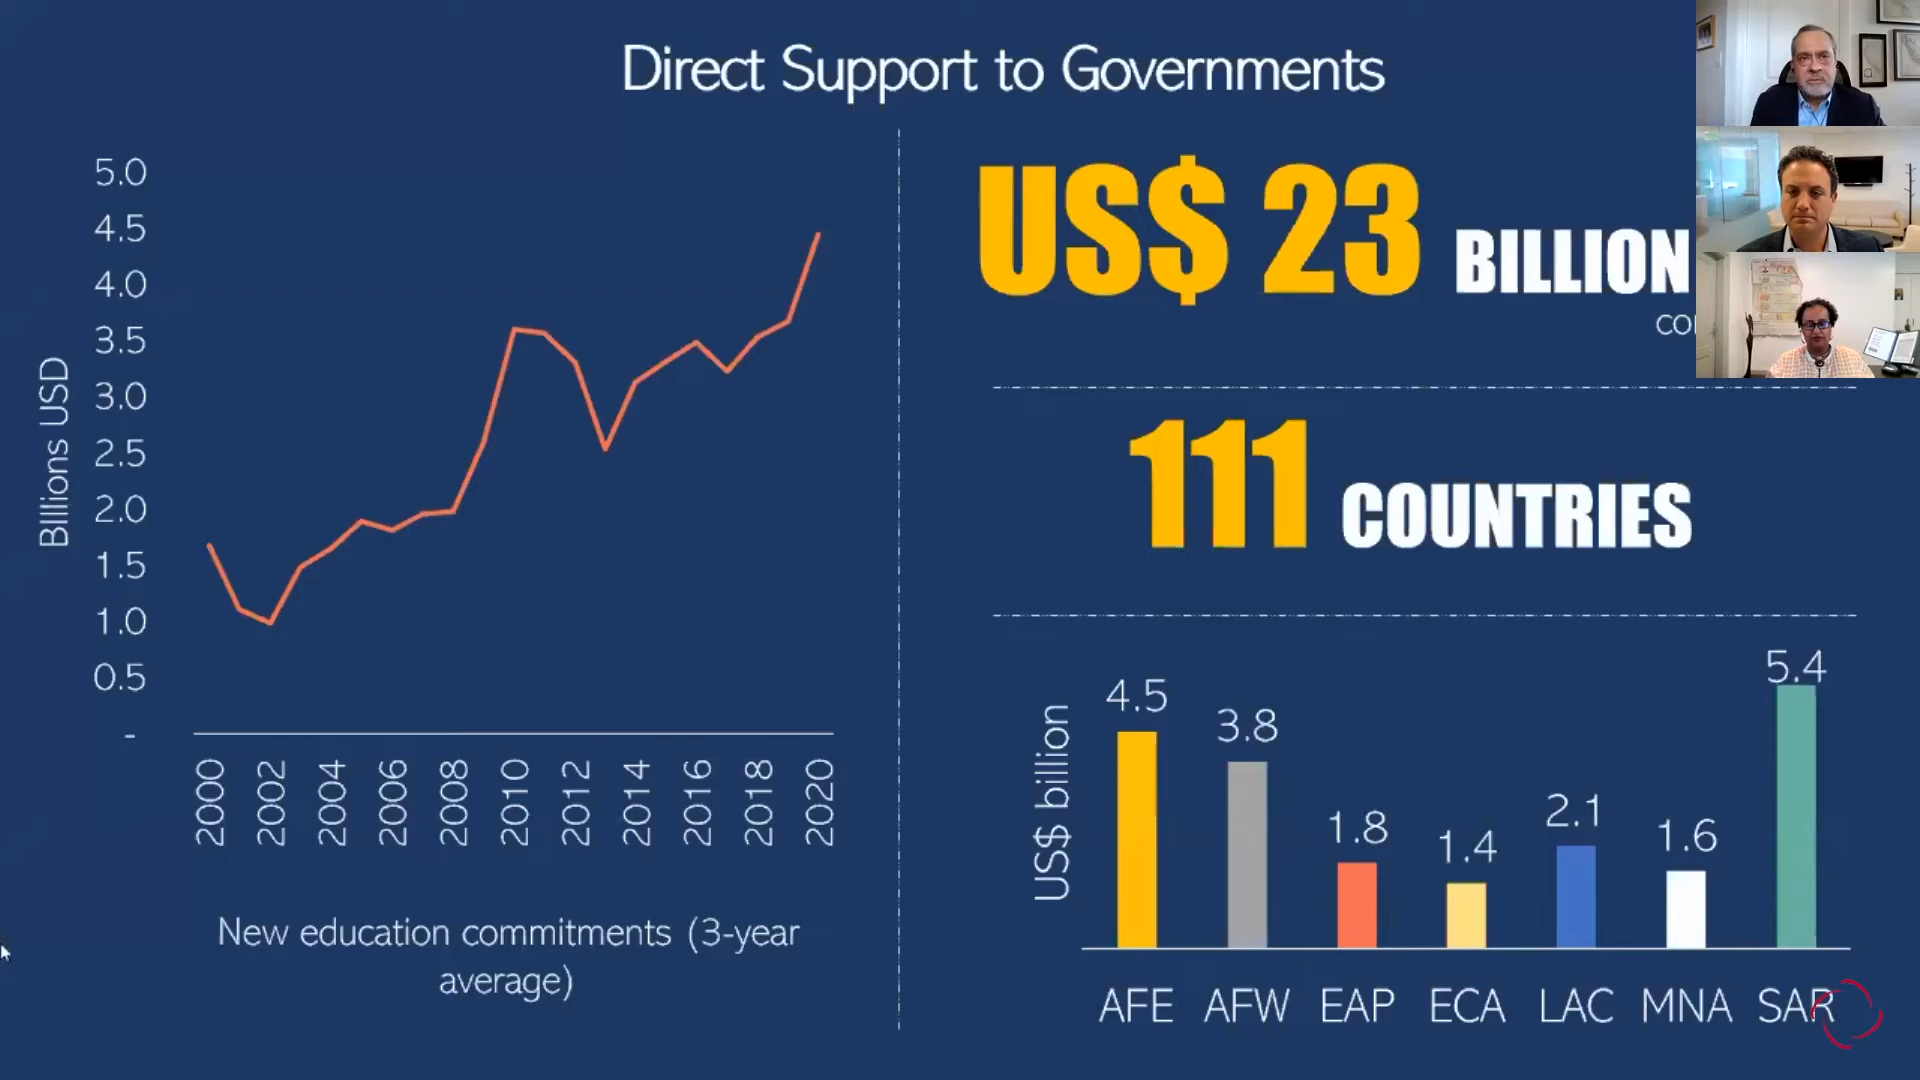 Direct Support to Governments
5.0
4.5
4.0
3.5
3.0
2.5
2.0
1.5
1.0
0.5
-
Billions USD
2000 2002 2004 2006 2008 2010 2012 2014 2016 2018 2020
New education commitments (3-year
average)
US$ 23 BILLION
111 COUNTRIES
US$ billion
4.5 3.8 1.8 1.4 2.1 1.6 5.4
AFE AFW EAP ECA LAC MNA SAR